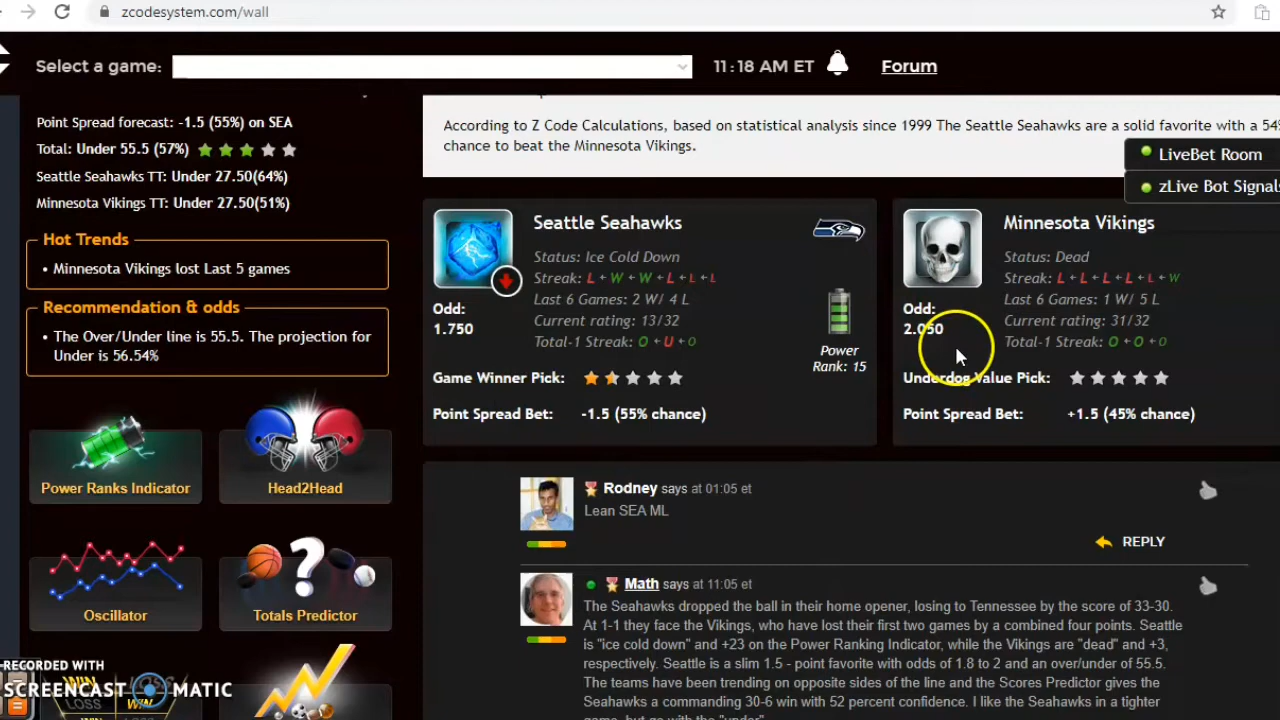 zcodesystem.com/wall
Select a game:
11:18 AM ET
Forum
Point Spread forecast: -1.5 (55%) on SEA
Total: Under 55.5 (57%)
Seattle Seahawks TT: Under 27.50(64%)
Minnesota Vikings TT: Under 27.50(51%)
Hot Trends
• Minnesota Vikings lost Last 5 games
Recommendation & odds
• The Over/Under line is 55.5. The projection for
Under is 56.54%
Power Ranks Indicator
Head2Head
Oscillator
Totals Predictor
RECORDED WITH
SCREENCAST MATIC
WIN
LOSS
WIN
According to Z Code Calculations, based on statistical analysis since 1999 The Seattle Seahawks are a solid favorite with a 54%
chance to beat the Minnesota Vikings.
LiveBet Room
zLive Bot Signals
Seattle Seahawks
Status: Ice Cold Down
Streak: L ← W ← W ← L ← L ← L
Last 6 Games: 2 W/ 4 L
Odd:
1.750
Current rating: 13/32
Total-1 Streak: O ← U ← O
Power
Rank: 15
Game Winner Pick:
Point Spread Bet: -1.5 (55% chance)
Minnesota Vikings
Status: Dead
Streak: L ← L ← L ← L ← L ← W
Last 6 Games: 1 W/ 5 L
Odd:
2.050
Current rating: 31/32
Total-1 Streak: O ← O ← O
Underdog Value Pick:
Point Spread Bet: +1.5 (45% chance)
Rodney says at 01:05 et
Lean SEA ML
REPLY
Math says at 11:05 et
The Seahawks dropped the ball in their home opener, losing to Tennessee by the score of 33-30.
At 1-1 they face the Vikings, who have lost their first two games by a combined four points. Seattle
is "ice cold down" and +23 on the Power Ranking Indicator, while the Vikings are "dead" and +3,
respectively. Seattle is a slim 1.5 - point favorite with odds of 1.8 to 2 and an over/under of 55.5.
The teams have been trending on opposite sides of the line and the Scores Predictor gives the
Seahawks a commanding 30-6 win with 52 percent confidence. I like the Seahawks in a tighter
game, but go with the "under"